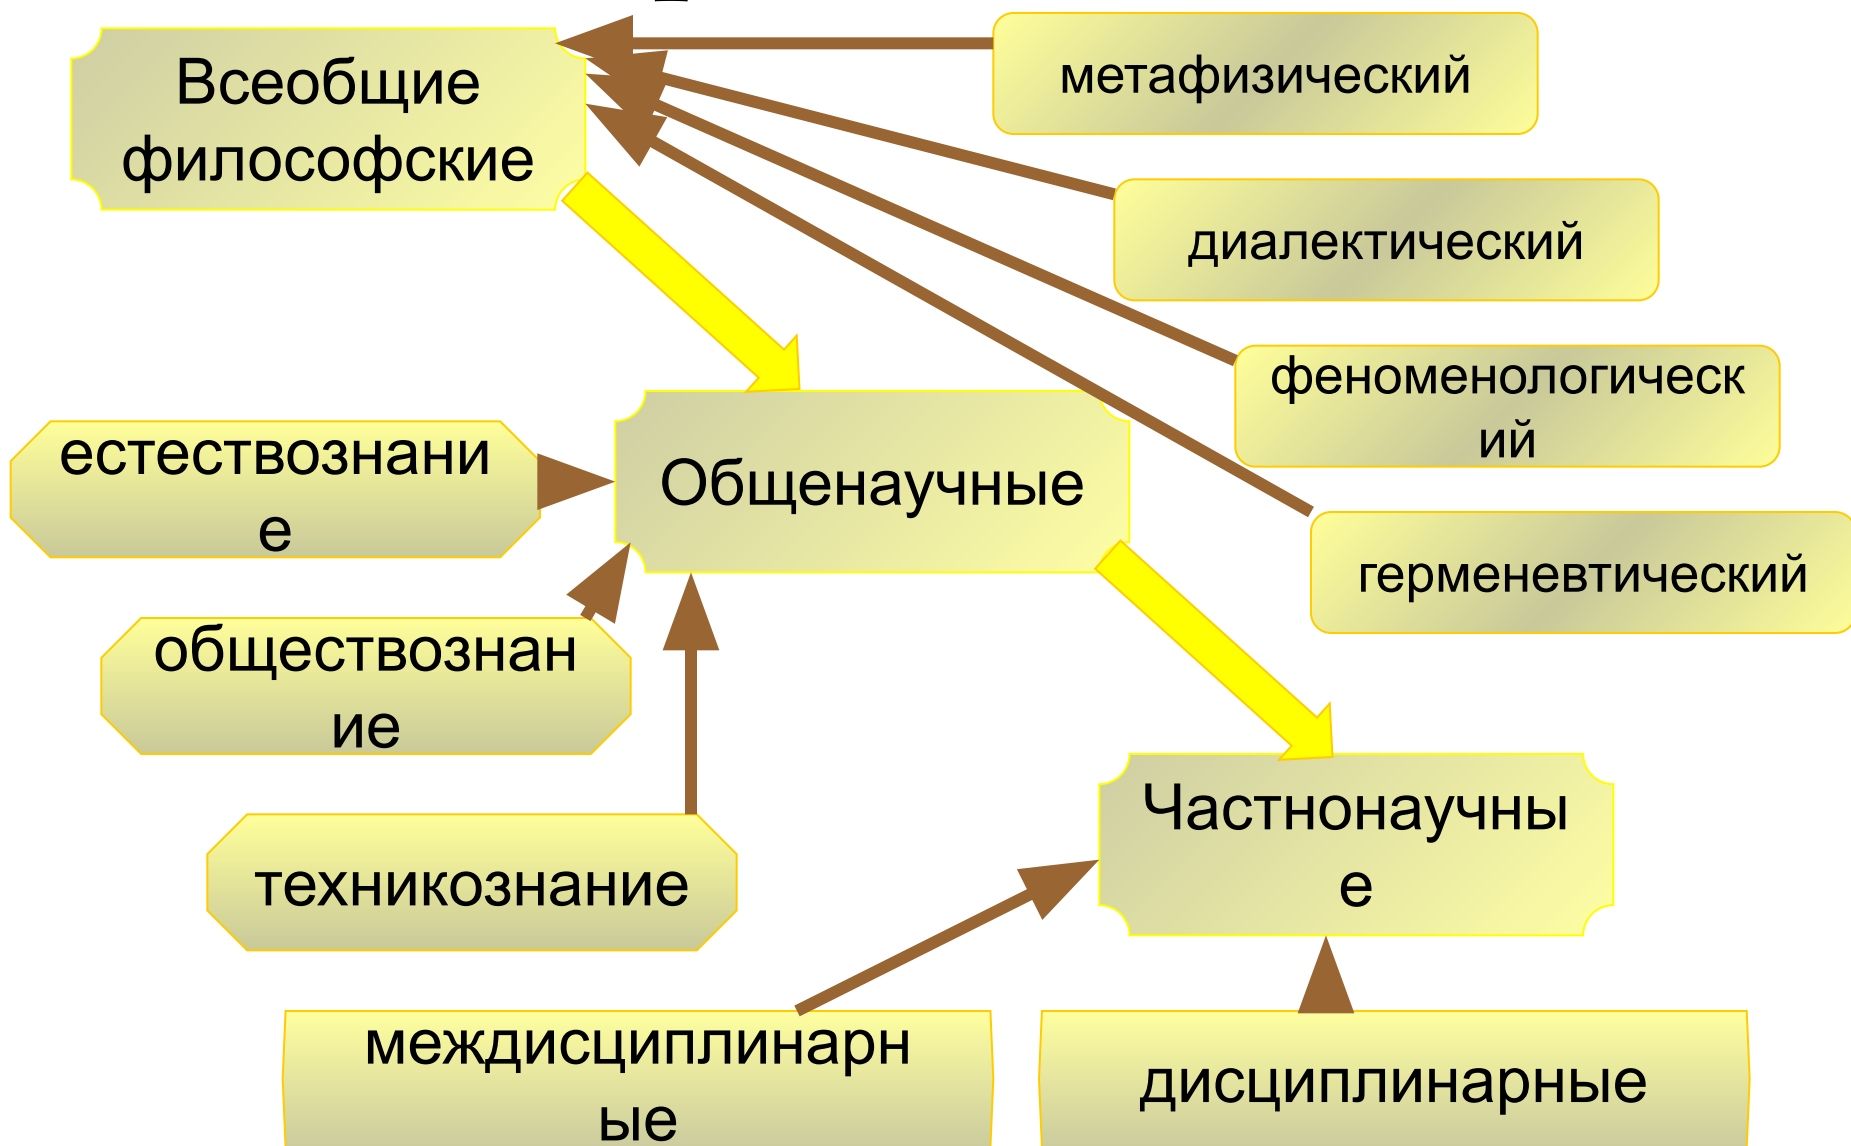 Всеобщие
философские
метафизический
диалектический
феноменологическ
ий
герменевтический
Общенаучные
естествознани
е
обществознан
ие
техникознание
Частнонаучны
е
междисциплинарн
ые
дисциплинарные